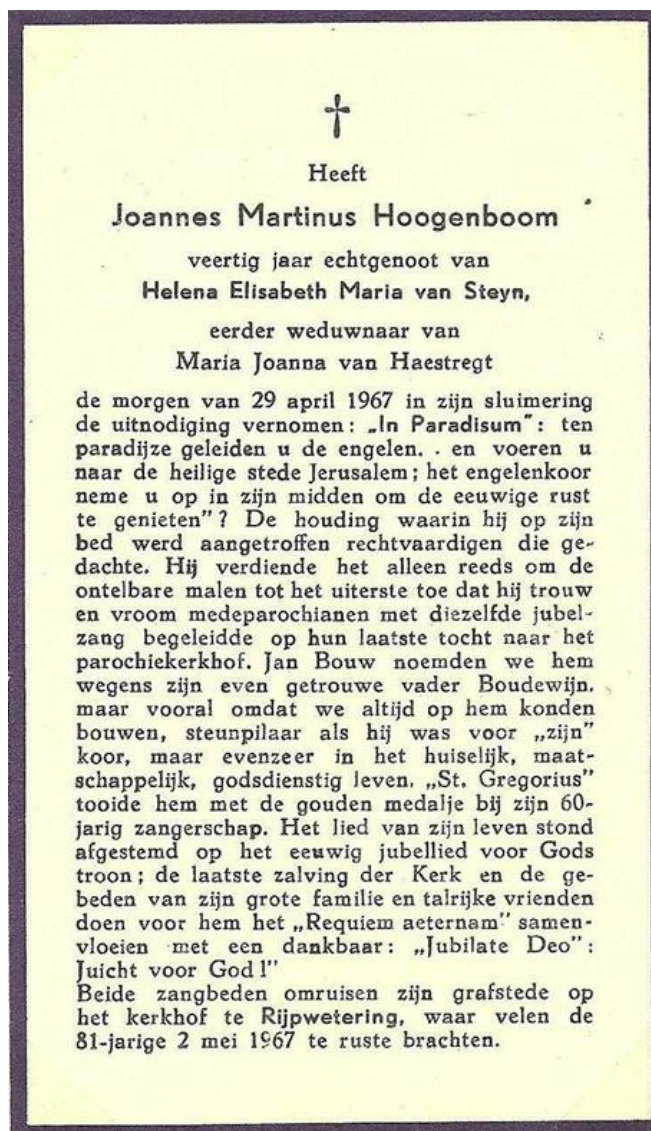 Heeft
Joannes Martinus Hoogenboom
veertig jaar echtgenoot van
Helena Elisabeth Maria van Steyn,
eerder weduwnaar van
Maria Joanna van Haestregt
de morgen van 29 april 1967 in zijn sluimering
de uitnodiging vernomen: „In Paradisum": ten
paradijze geleiden u de engelen. . en voeren u
naar de heilige stede Jerusalem; het engelenkoor
neme u op in zijn midden om de eeuwige rust
te genieten"? De houding waarin hij op zijn
bed werd aangetroffen rechtvaardigen die ge-
dachte. Hij verdiende het alleen reeds om de
ontelbare malen tot het uiterste toe dat hij trouw
en vroom medeparochianen met diezelfde jubel-
zang begeleidde op hun laatste tocht naar het
parochiekerkhof. Jan Bouw noemden we hem
wegens zijn even getrouwe vader Boudewijn.
maar vooral omdat we altijd op hem konden
bouwen, steunpilaar als hij was voor „zijn"
koor, maar evenzeer in het huiselijk, maat-
schappelijk, godsdienstig leven. „St. Gregorius"
tooide hem met de gouden medalje bij zijn 60-
jarig zangerschap. Het lied van zijn leven stond
afgestemd op het eeuwig jubellied voor Gods
troon; de laatste zalving der Kerk en de ge-
beden van zijn grote familie en talrijke vrienden
doen voor hem het „Requiem aeternam" samen-
vloeien met een dankbaar: „Jubilate Deo":
Juicht voor God!"
Beide zangbeden omruisen zijn grafstede op
het kerkhof te Rijpwetering, waar velen de
81-jarige 2 mei 1967 te ruste brachten.